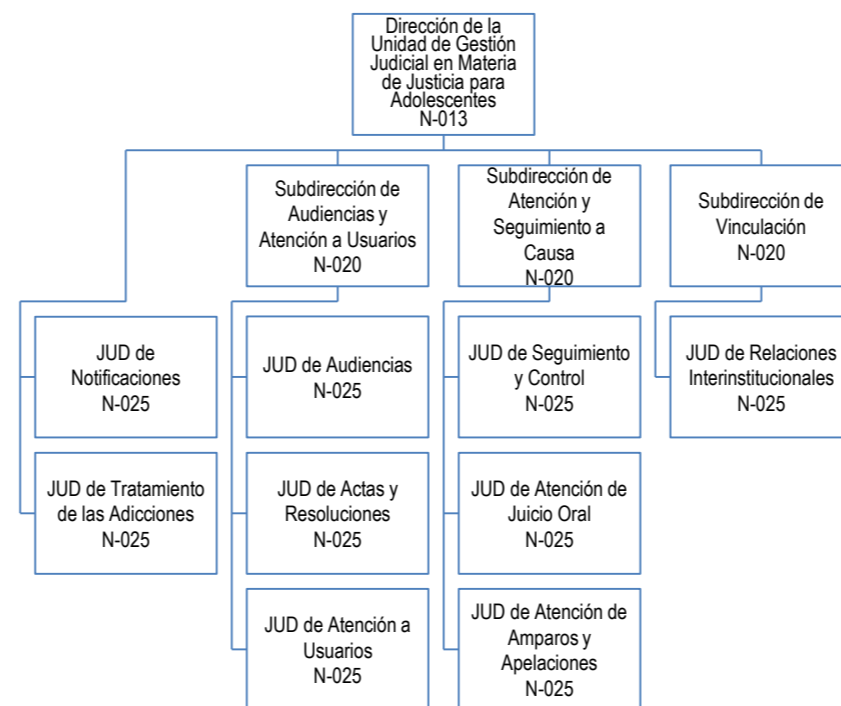 Dirección de la
Unidad de Gestión
Judicial en Materia
de Justicia para
Adolescentes
N-013
Subdirección de
Audiencias y
Atención a Usuarios
N-020
Subdirección de
Atención y
Seguimiento a
Causa
N-020
Subdirección de
Vinculación
N-020
JUD de
Notificaciones
N-025
JUD de Audiencias
N-025
JUD de Seguimiento
y Control
N-025
JUD de Relaciones
Interinstitucionales
N-025
JUD de Tratamiento
de las Adicciones
N-025
JUD de Actas y
Resoluciones
N-025
JUD de Atención de
Juicio Oral
N-025
JUD de Atención a
Usuarios
N-025
JUD de Atención de
Amparos y
Apelaciones
N-025